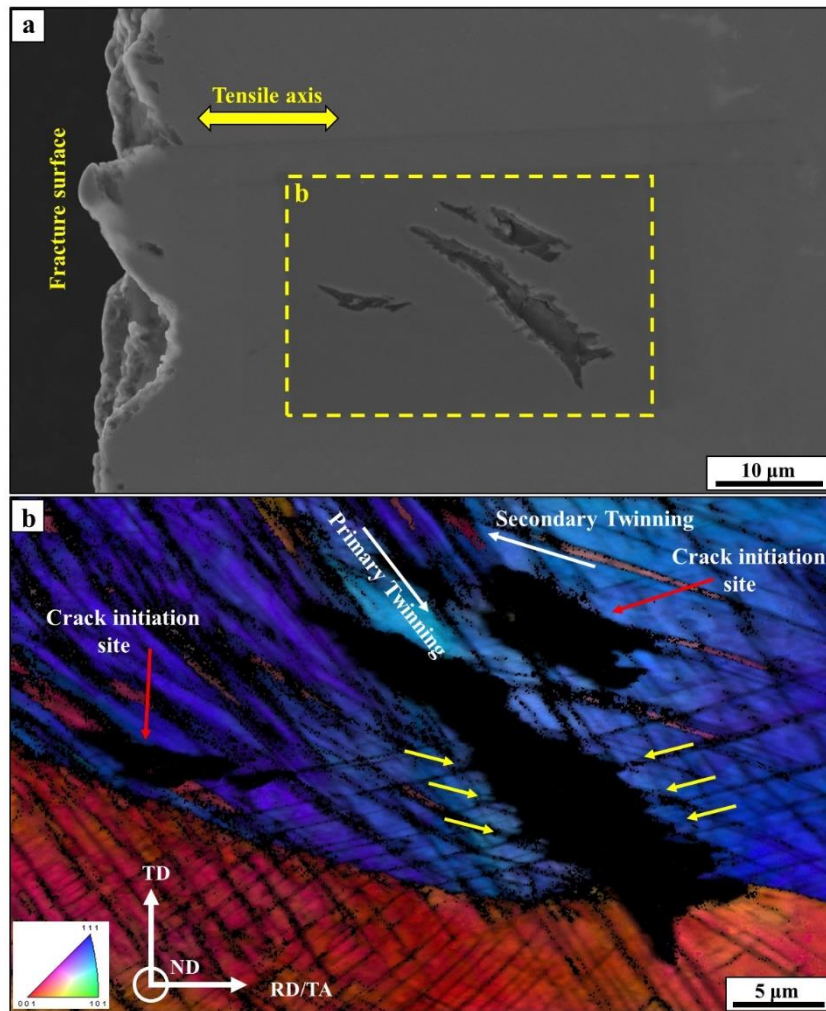 a
Tensile axis
Fracture surface
b
10 μm
b
Primary Twinning
Secondary Twinning
Crack initiation
site
Crack initiation
site
TD
ND
RD/TA
111
001
101
5 μm